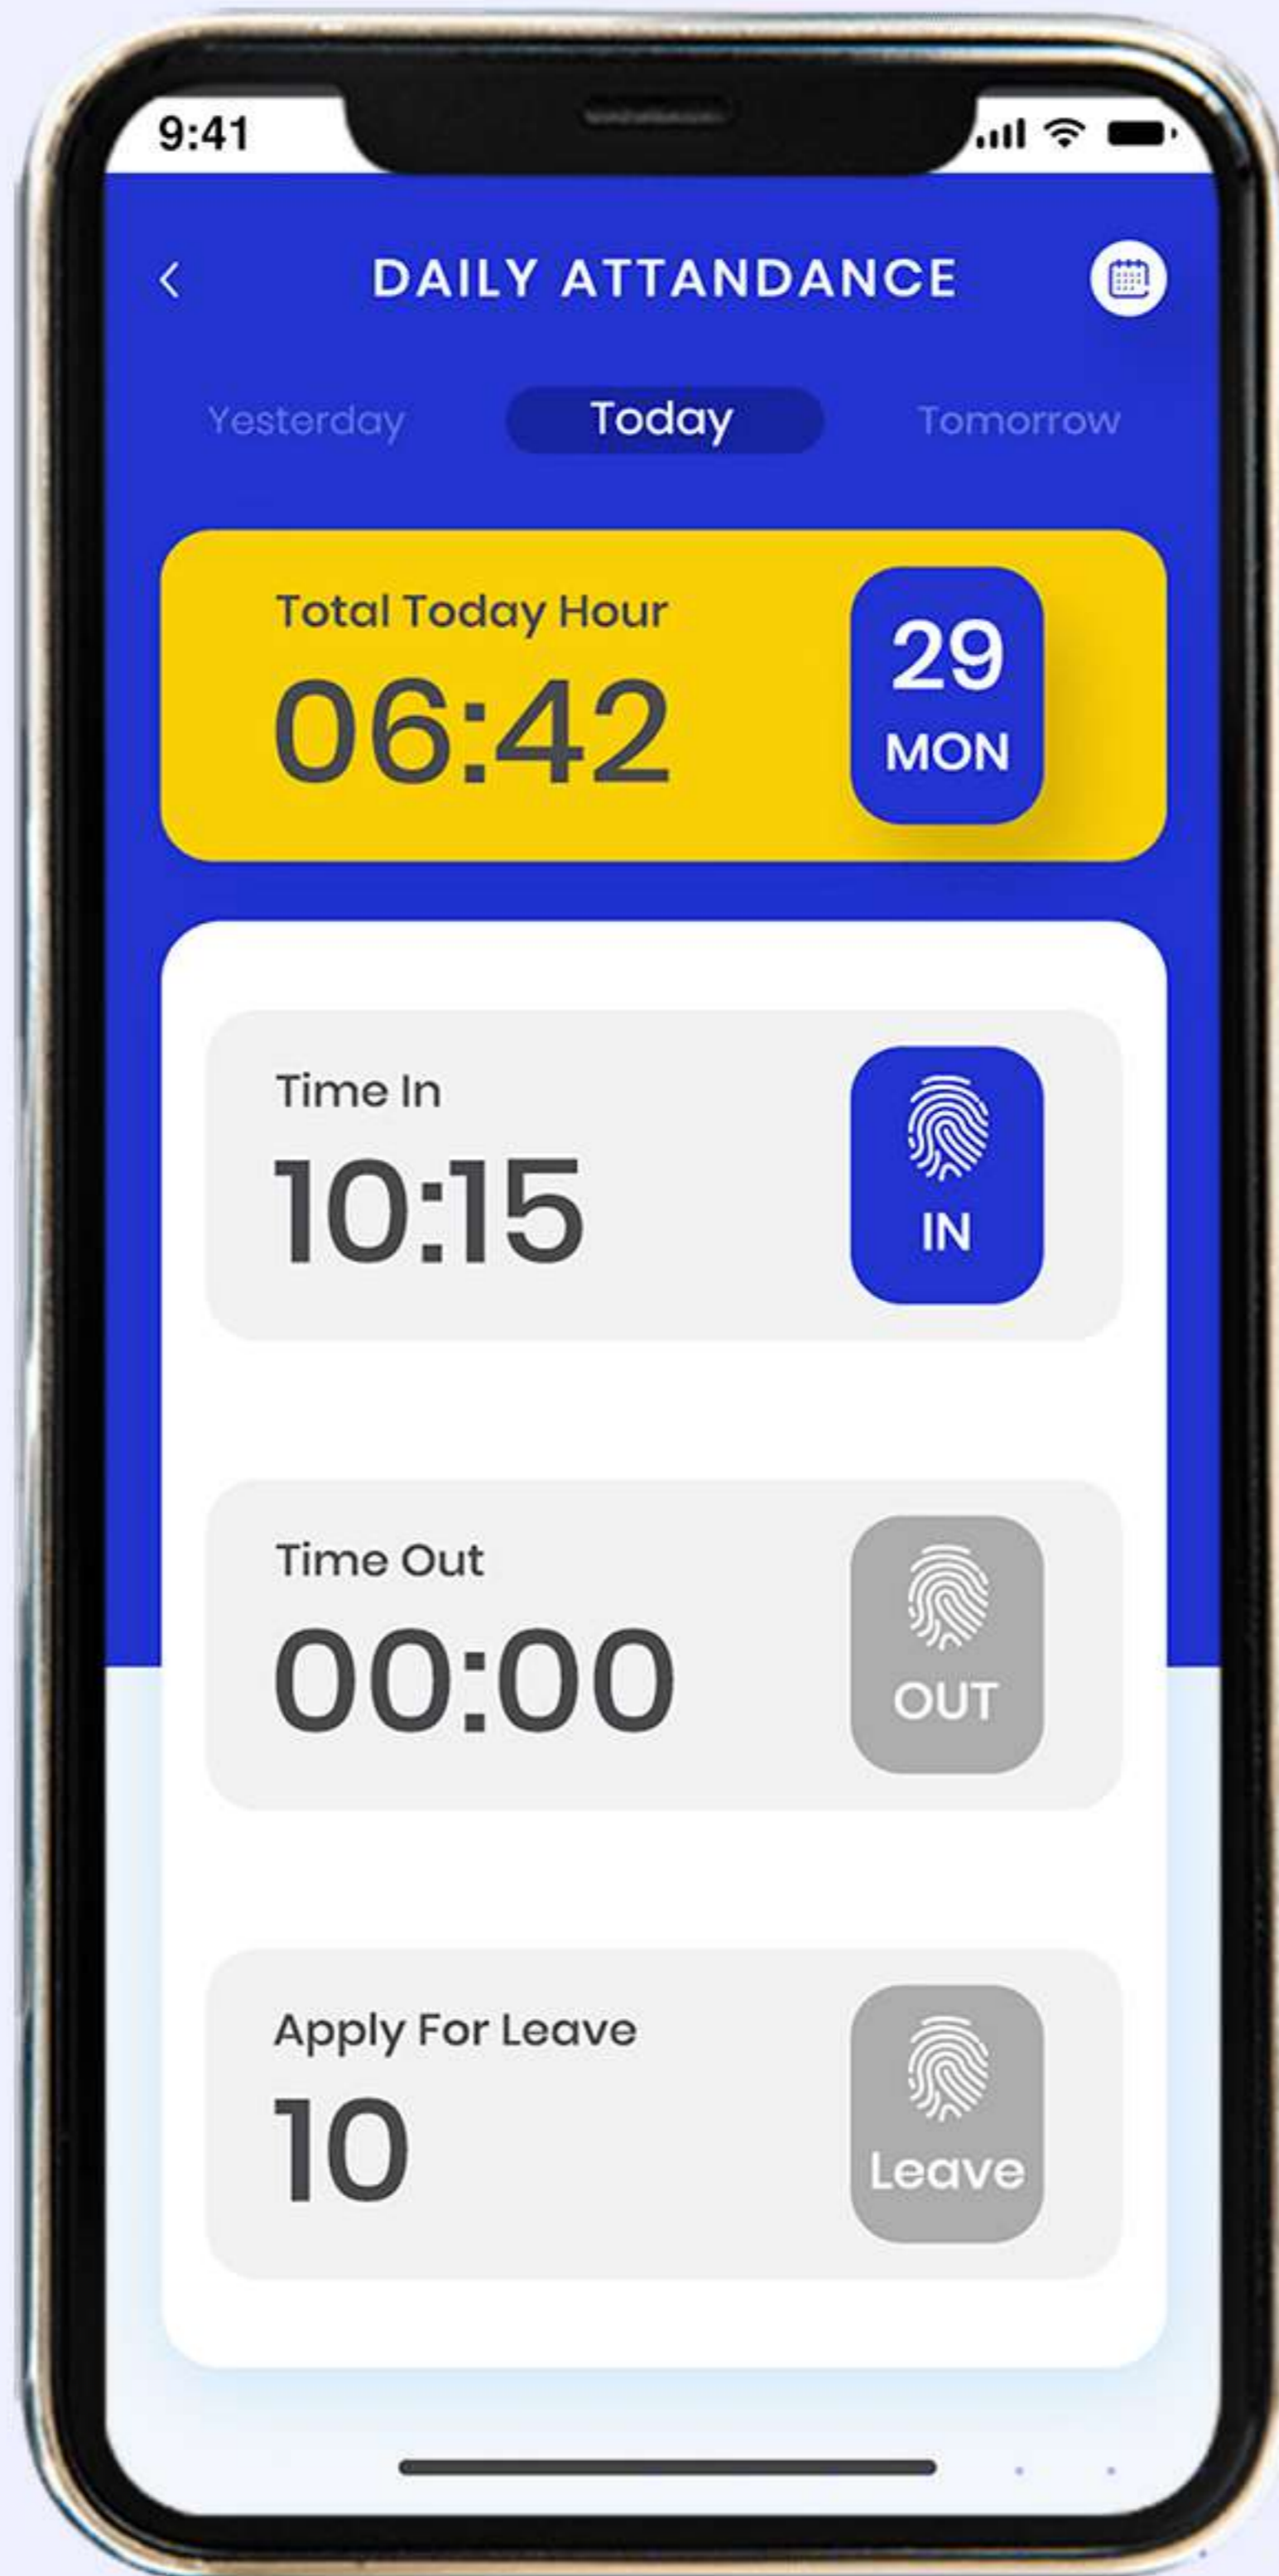 9:41
DAILY ATTANDANCE
Yesterday Today Tomorrow
Total Today Hour
06:42
29
MON
Time In
10:15
IN
Time Out
00:00
OUT
Apply For Leave
10
Leave